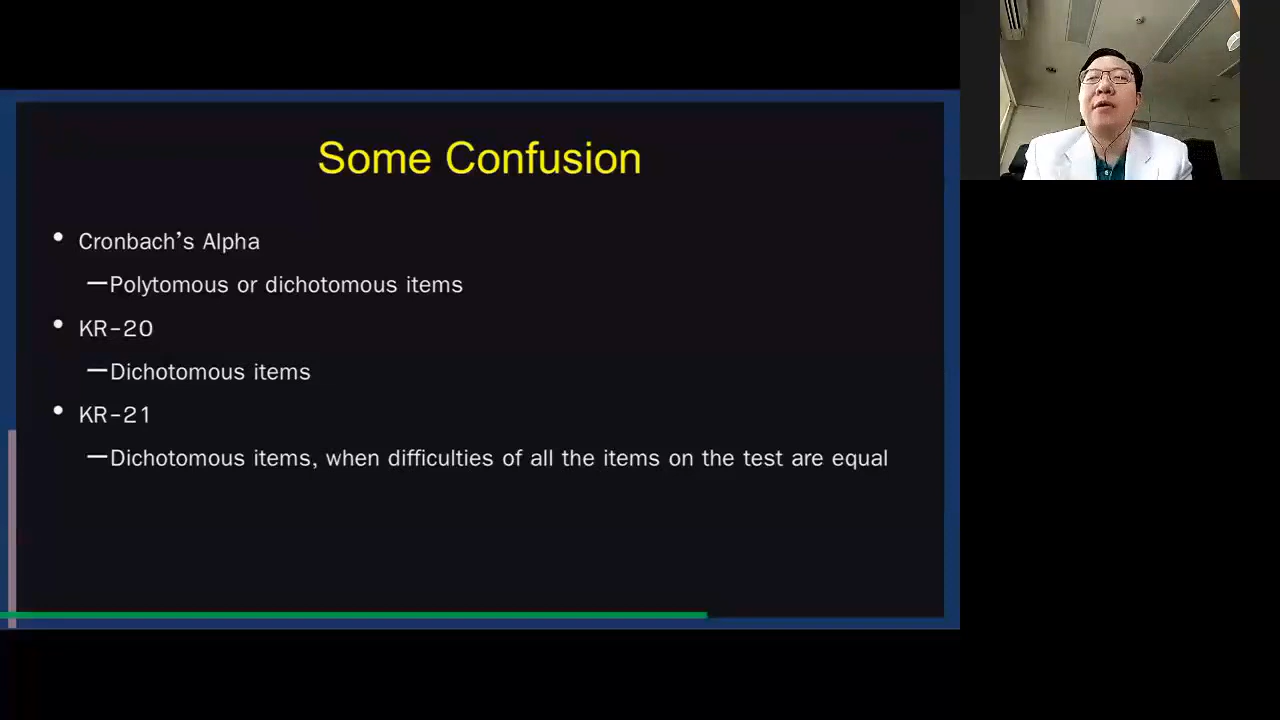 Some Confusion
• Cronbach’s Alpha
—Polytomous or dichotomous items
• KR-20
—Dichotomous items
• KR-21
—Dichotomous items, when difficulties of all the items on the test are equal